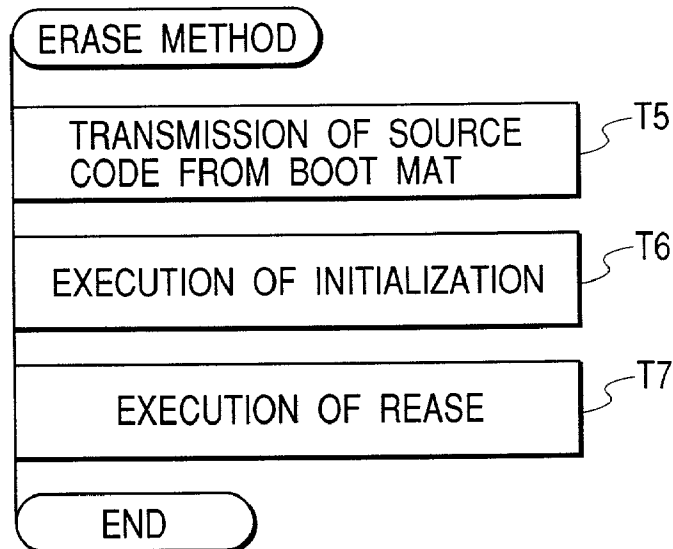 ERASE METHOD
TRANSMISSION OF SOURCE
CODE FROM BOOT MAT
T5
EXECUTION OF INITIALIZATION
T6
EXECUTION OF REASE
T7
END